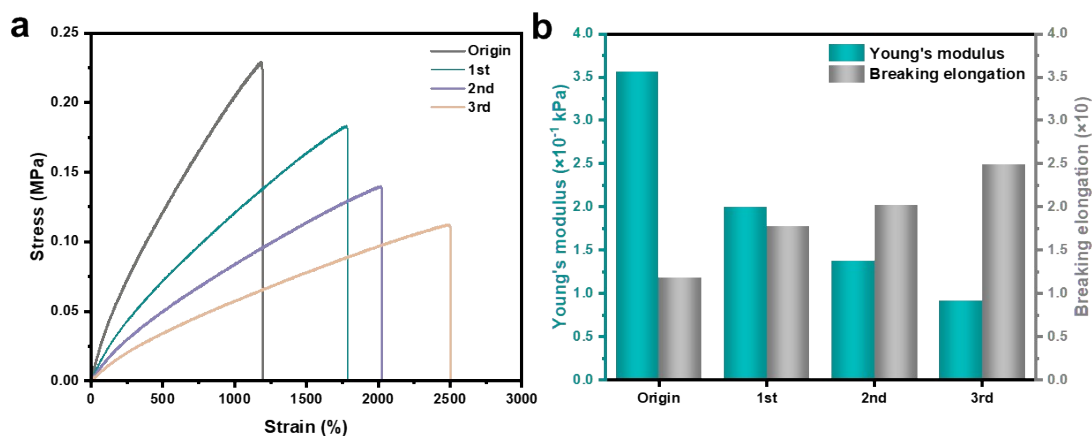 a
Stress (MPa)
0.25
0.20
0.15
0.10
0.05
0.00
Origin
1st
2nd
3rd
0
500
1000
1500
2000
2500
3000
Strain (%)
b
Young's modulus (×10⁻¹ kPa)
4.0
3.5
3.0
2.5
2.0
1.5
1.0
0.5
0.0
Young's modulus
Breaking elongation
Origin
1st
2nd
3rd
4.0
3.5
3.0
2.5
2.0
1.5
1.0
0.5
0.0
Breaking elongation (×10)